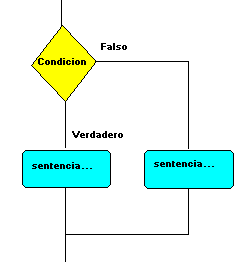 Falso
Condicion
Verdadero
sentencia...
sentencia...